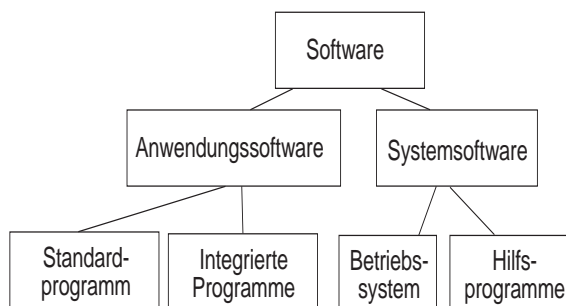 Software
Anwendungssoftware
Systemsoftware
Standard-
programm
Integrierte
Programme
Betriebs-
system
Hilfs-
programme